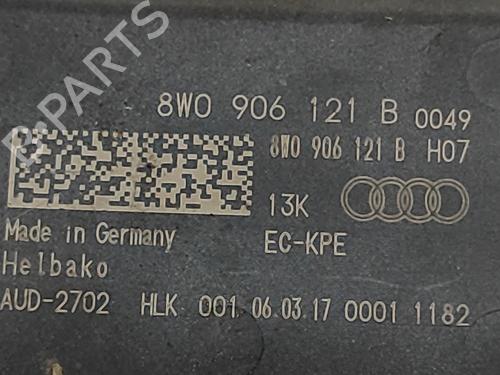 B-PARTS
8W0 906 121 B 0049
8W0 906 121 B H07
13K
Made in Germany EC-KPE
Helbako
AUD-2702 HLK 001 06.03.17 0001 1182